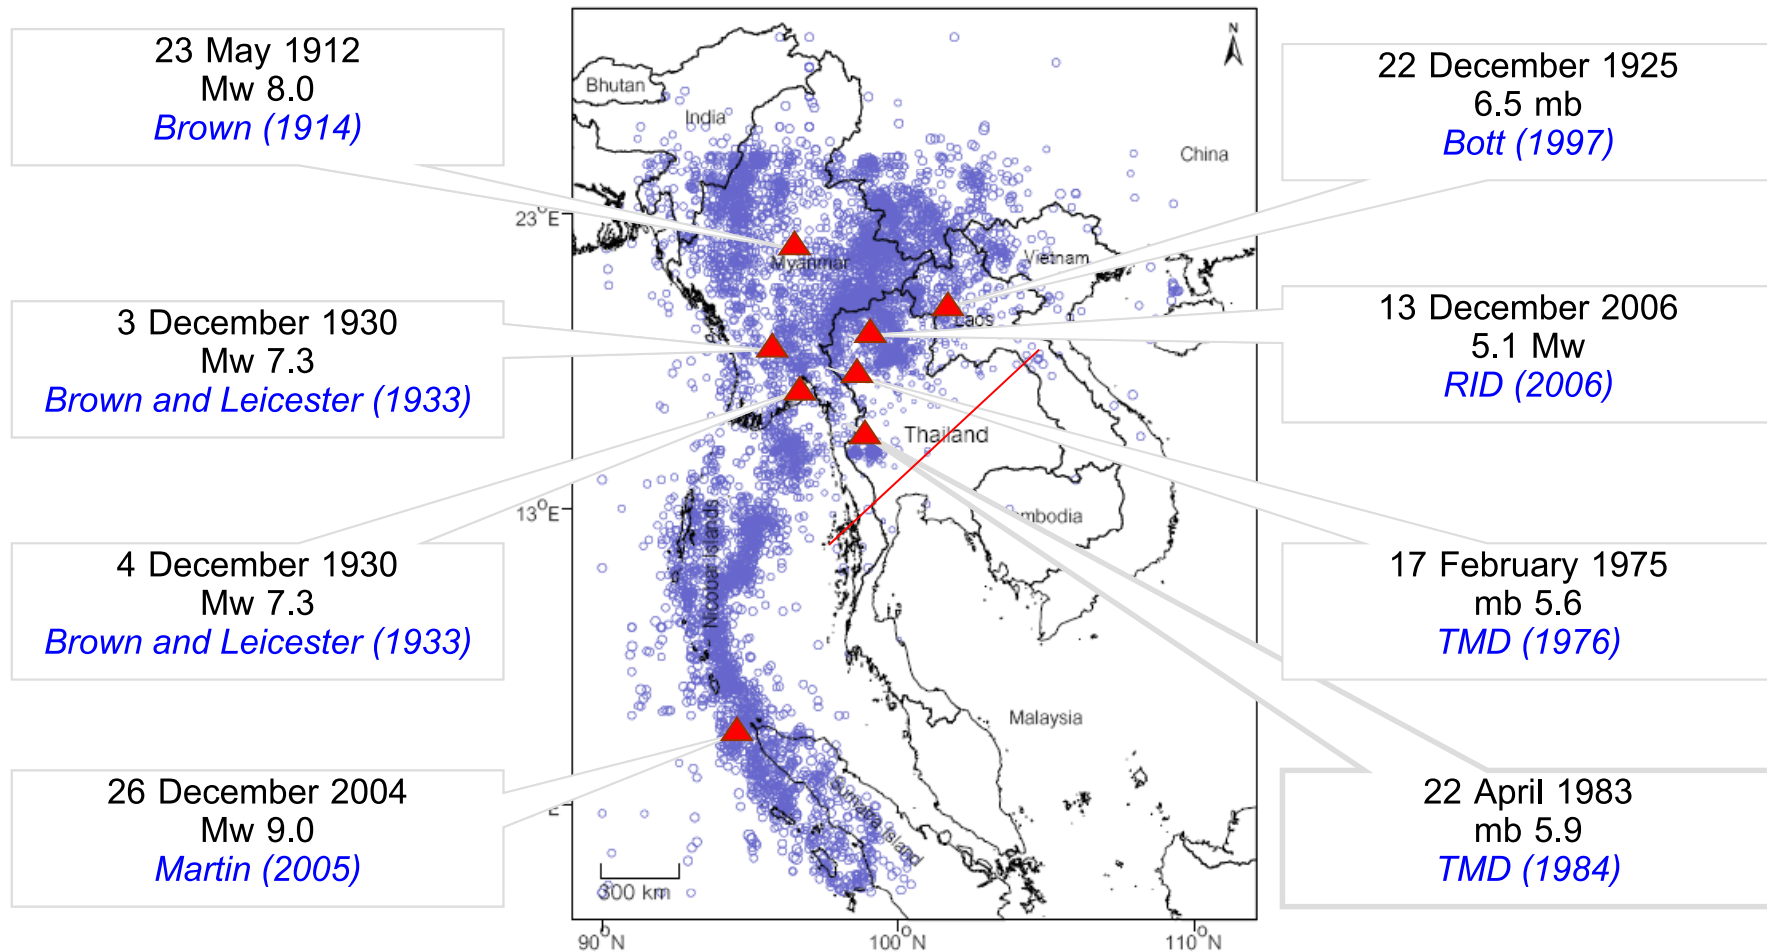 23 May 1912
Mw 8.0
Brown (1914)
3 December 1930
Mw 7.3
Brown and Leicester (1933)
4 December 1930
Mw 7.3
Brown and Leicester (1933)
26 December 2004
Mw 9.0
Martin (2005)
N
Bhutan
India
China
Myanmar
Vietnam
Laos
Thailand
mbodia
Nicobar Islands
Malaysia
Sumatra Island
300 km
23°E
13°E
E
90°N
100°N
110°N
22 December 1925
6.5 mb
Bott (1997)
13 December 2006
5.1 Mw
RID (2006)
17 February 1975
mb 5.6
TMD (1976)
22 April 1983
mb 5.9
TMD (1984)